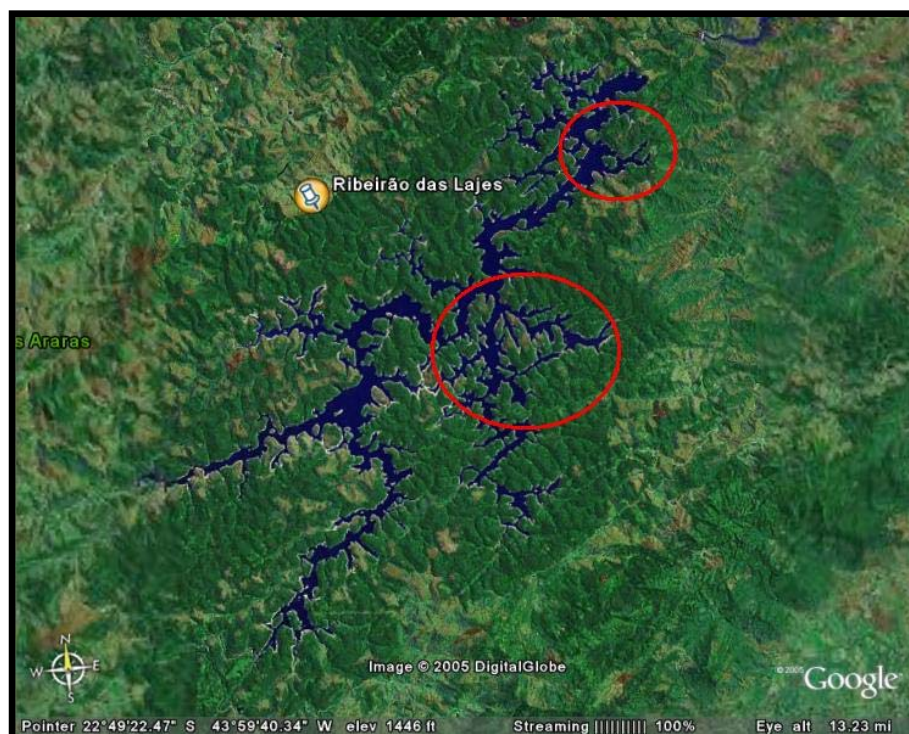 Ribeirão das Lajes
s Araras
N
W E
S
Image © 2005 DigitalGlobe
©2005 Google
Pointer 22°49'22.47" S 43°59'40.34" W elev 1446 ft Streaming |||||||||| 100% Eye alt 13.23 mi